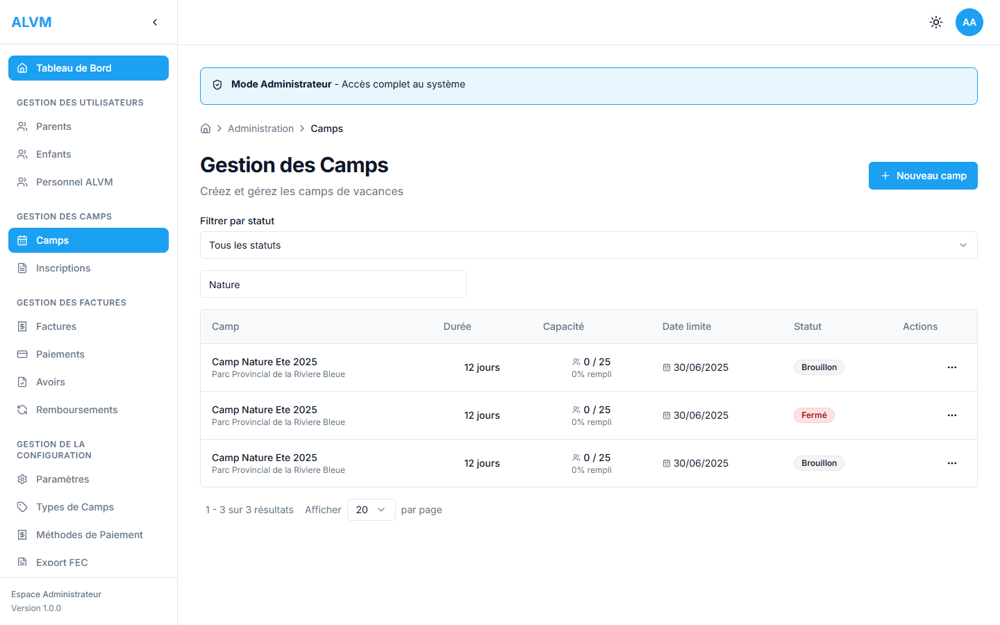 ALVM
AA
Tableau de Bord
GESTION DES UTILISATEURS
Parents
Enfants
Personnel ALVM
GESTION DES CAMPS
Camps
Inscriptions
GESTION DES FACTURES
Factures
Paiements
Avoirs
Remboursements
GESTION DE LA
CONFIGURATION
Paramètres
Types de Camps
Méthodes de Paiement
Export FEC
Espace Administrateur
Version 1.0.0
Mode Administrateur - Accès complet au système
Administration Camps
Gestion des Camps
Créez et gérez les camps de vacances
Nouveau camp
Filtrer par statut
Tous les statuts
Nature
Camp Durée Capacité Date limite Statut Actions
Camp Nature Ete 2025 12 jours 0 / 25 30/06/2025 Brouillon
Parc Provincial de la Riviere Bleue 0% rempli
Camp Nature Ete 2025 12 jours 0 / 25 30/06/2025 Fermé
Parc Provincial de la Riviere Bleue 0% rempli
Camp Nature Ete 2025 12 jours 0 / 25 30/06/2025 Brouillon
Parc Provincial de la Riviere Bleue 0% rempli
1 - 3 sur 3 résultats Afficher 20 par page